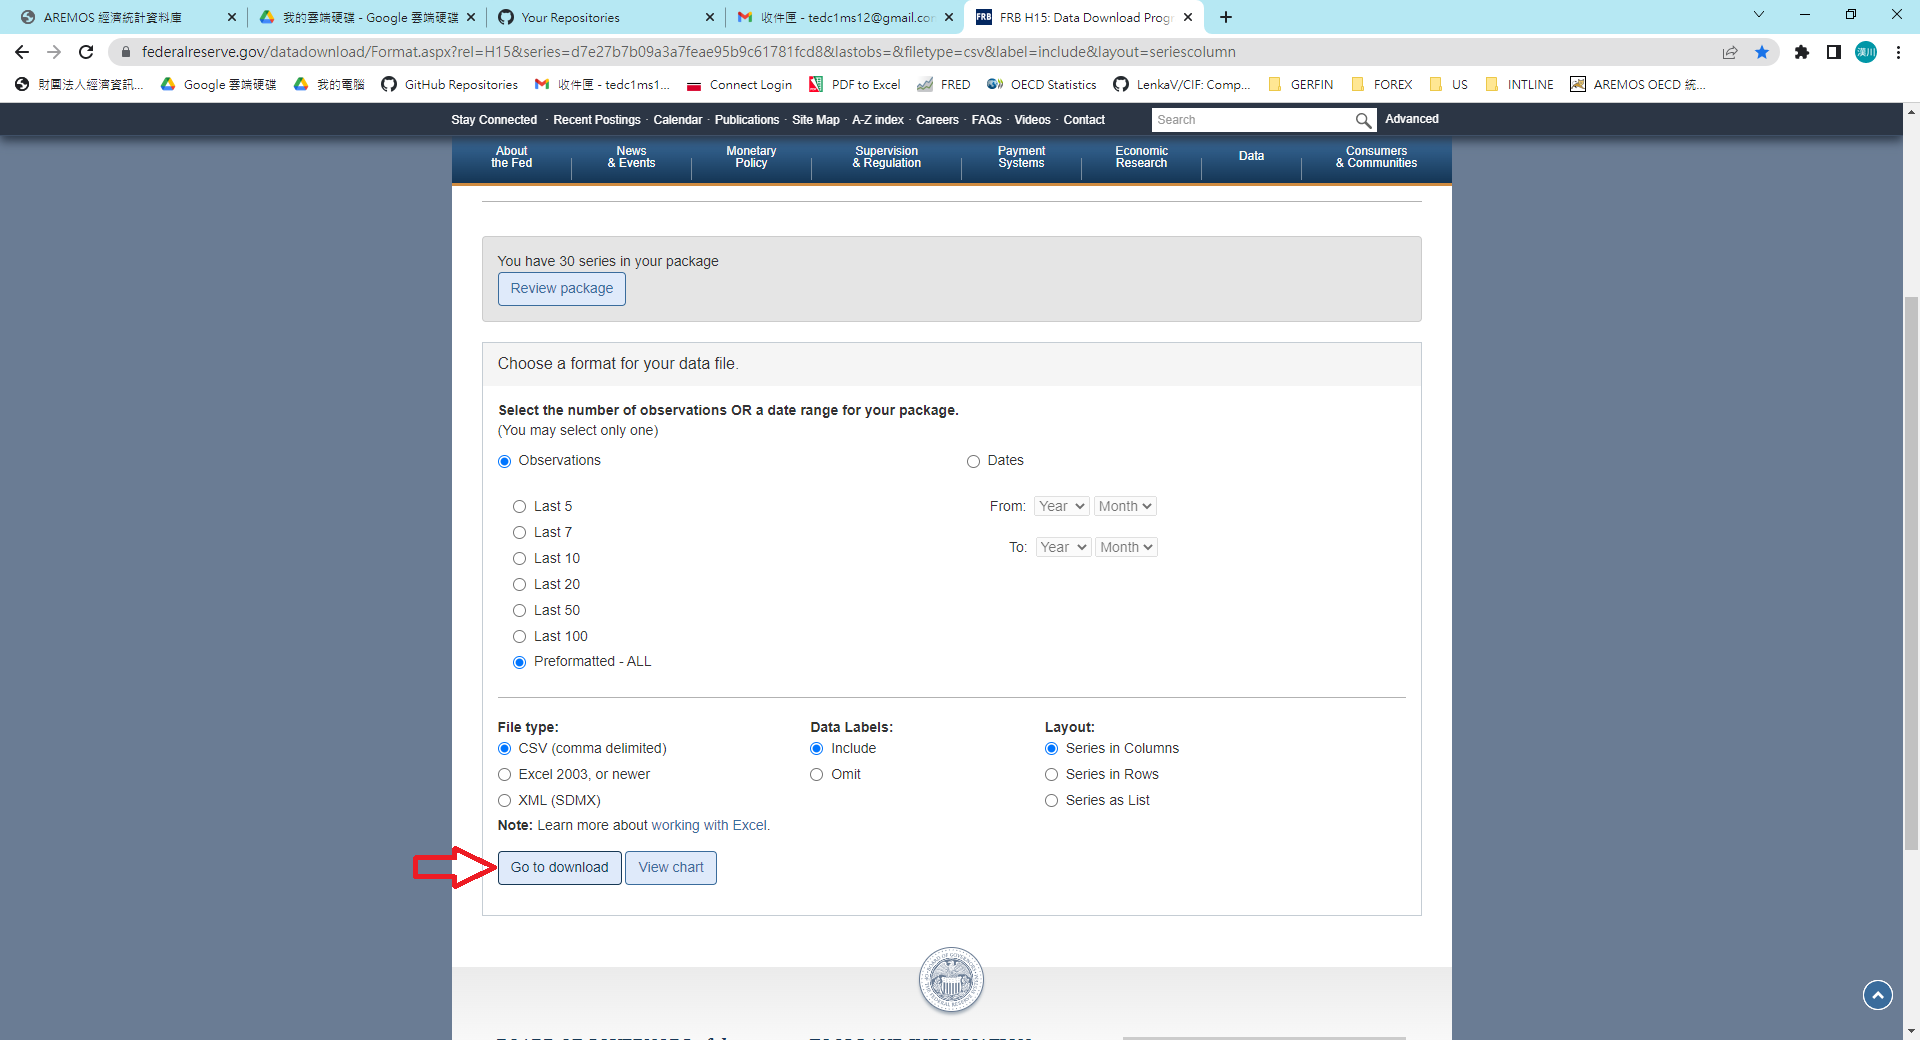 AREMOS 經濟統計資料庫
我的雲端硬碟 - Google 雲端硬碟
Your Repositories
收件匣 - tedc1ms12@gmail.cor
FRB
FRB H15: Data Download Progr
federalreserve.gov/datadownload/Format.aspx?rel=H15&series=d7e27b7b09a3a7feae95b9c61781fcd8&lastobs=&filetype=csv&label=include&layout=seriescolumn
漢川
財團法人經濟資訊...
Google 雲端硬碟
我的電腦
GitHub Repositories
收件匣 - tedc1ms1...
Connect Login
PDF to Excel
FRED
OECD Statistics
LenkaV/CIF: Comp...
GERFIN
FOREX
US
INTLINE
AREMOS OECD 統...
Stay Connected · Recent Postings · Calendar · Publications · Site Map · A-Z index · Careers · FAQs · Videos · Contact
Search
Advanced
About
the Fed
News
& Events
Monetary
Policy
Supervision
& Regulation
Payment
Systems
Economic
Research
Data
Consumers
& Communities
You have 30 series in your package
Review package
Choose a format for your data file.
Select the number of observations OR a date range for your package.
(You may select only one)
Observations
Dates
Last 5
Last 7
Last 10
Last 20
Last 50
Last 100
Preformatted - ALL
From: Year Month
To: Year Month
File type:
CSV (comma delimited)
Excel 2003, or newer
XML (SDMX)
Data Labels:
Include
Omit
Layout:
Series in Columns
Series in Rows
Series as List
Note: Learn more about working with Excel.
Go to download
View chart